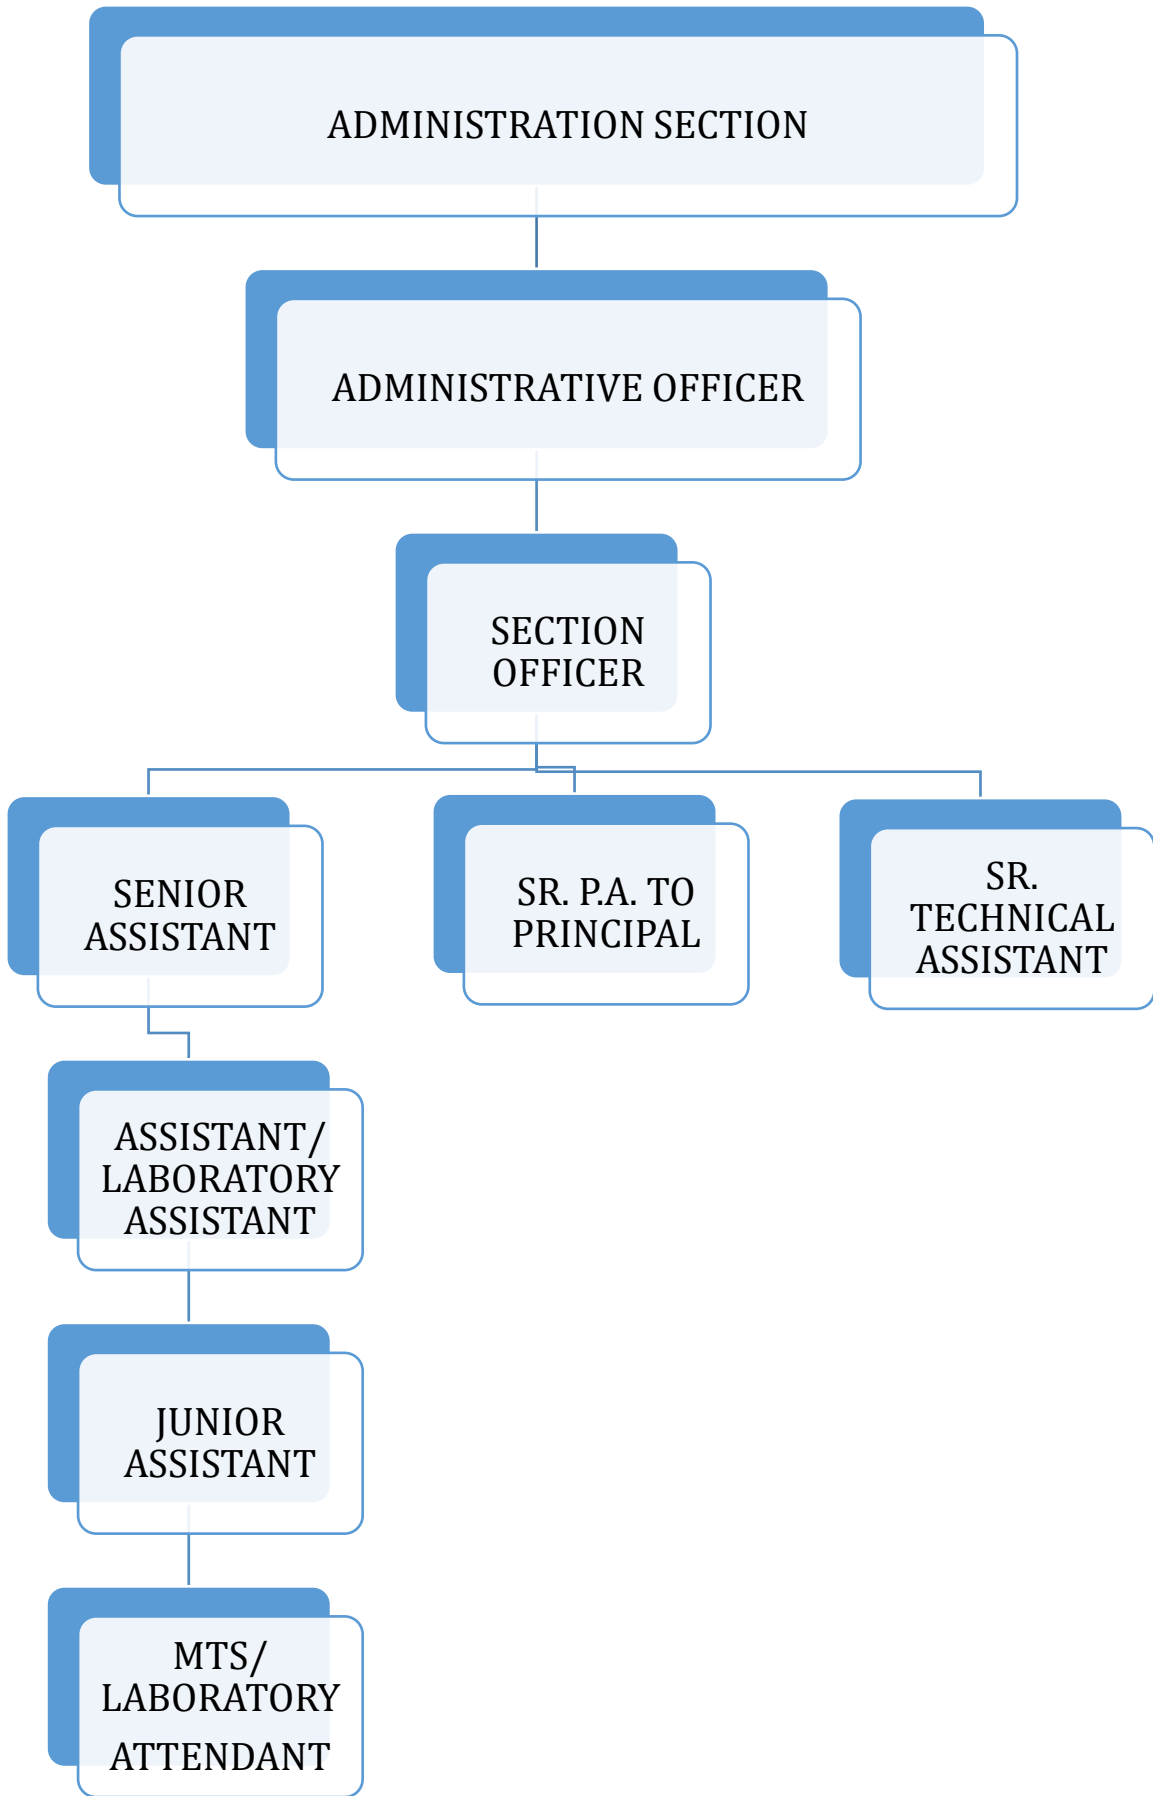 ADMINISTRATION SECTION
ADMINISTRATIVE OFFICER
SECTION
OFFICER
SENIOR
ASSISTANT
SR. P.A. TO
PRINCIPAL
SR.
TECHNICAL
ASSISTANT
ASSISTANT/
LABORATORY
ASSISTANT
JUNIOR
ASSISTANT
MTS/
LABORATORY
ATTENDANT